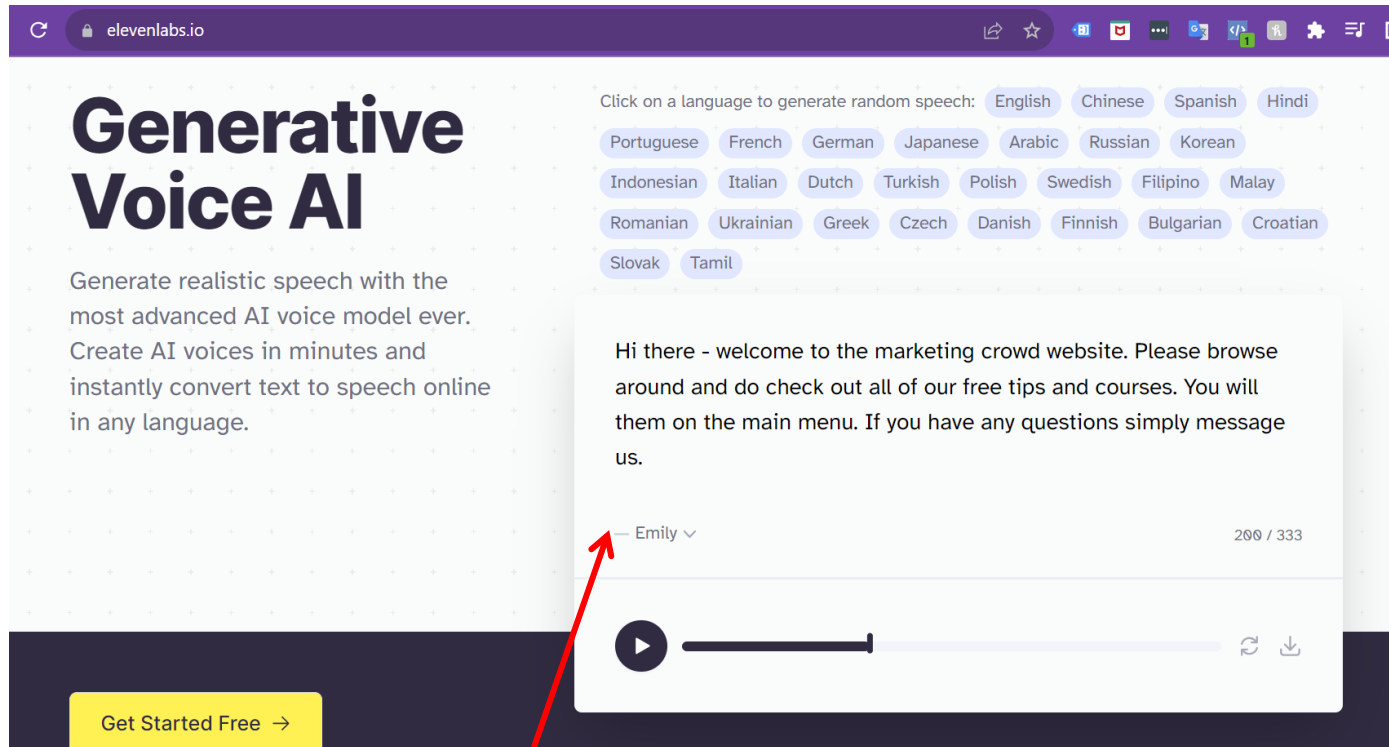 elevenlabs.io
1
Generative
Voice AI
Generate realistic speech with the
most advanced AI voice model ever.
Create AI voices in minutes and
instantly convert text to speech online
in any language.
Get Started Free →
Click on a language to generate random speech: English Chinese Spanish Hindi
Portuguese French German Japanese Arabic Russian Korean
Indonesian Italian Dutch Turkish Polish Swedish Filipino Malay
Romanian Ukrainian Greek Czech Danish Finnish Bulgarian Croatian
Slovak Tamil
Hi there - welcome to the marketing crowd website. Please browse
around and do check out all of our free tips and courses. You will
them on the main menu. If you have any questions simply message
us.
— Emily
200 / 333